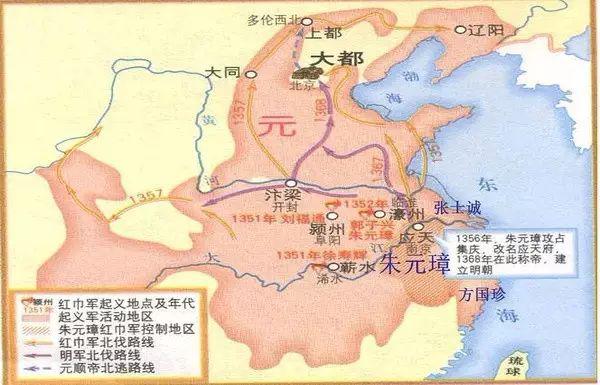 多伦西北
上都
辽阳
大都
北京
大同
渤
海
黄
河
元
1357
1368
1367
1357
1357
东
海
汴梁
开封
1352年
临淮
濠州
郭子兴
朱元璋
张士诚
1351年 刘福通
颍州
阜阳
应天
南京
江
1356年，朱元璋攻占
集庆，改名应天府，
1368年在此称帝，建
立明朝
1351年徐寿辉
蕲水
浠水
朱元璋
大
方国珍
琉
球
颍州
1351年
红巾军起义地点及年代
起义军活动地区
朱元璋红巾军控制地区
红巾军北伐路线
明军北伐路线
元顺帝北逃路线